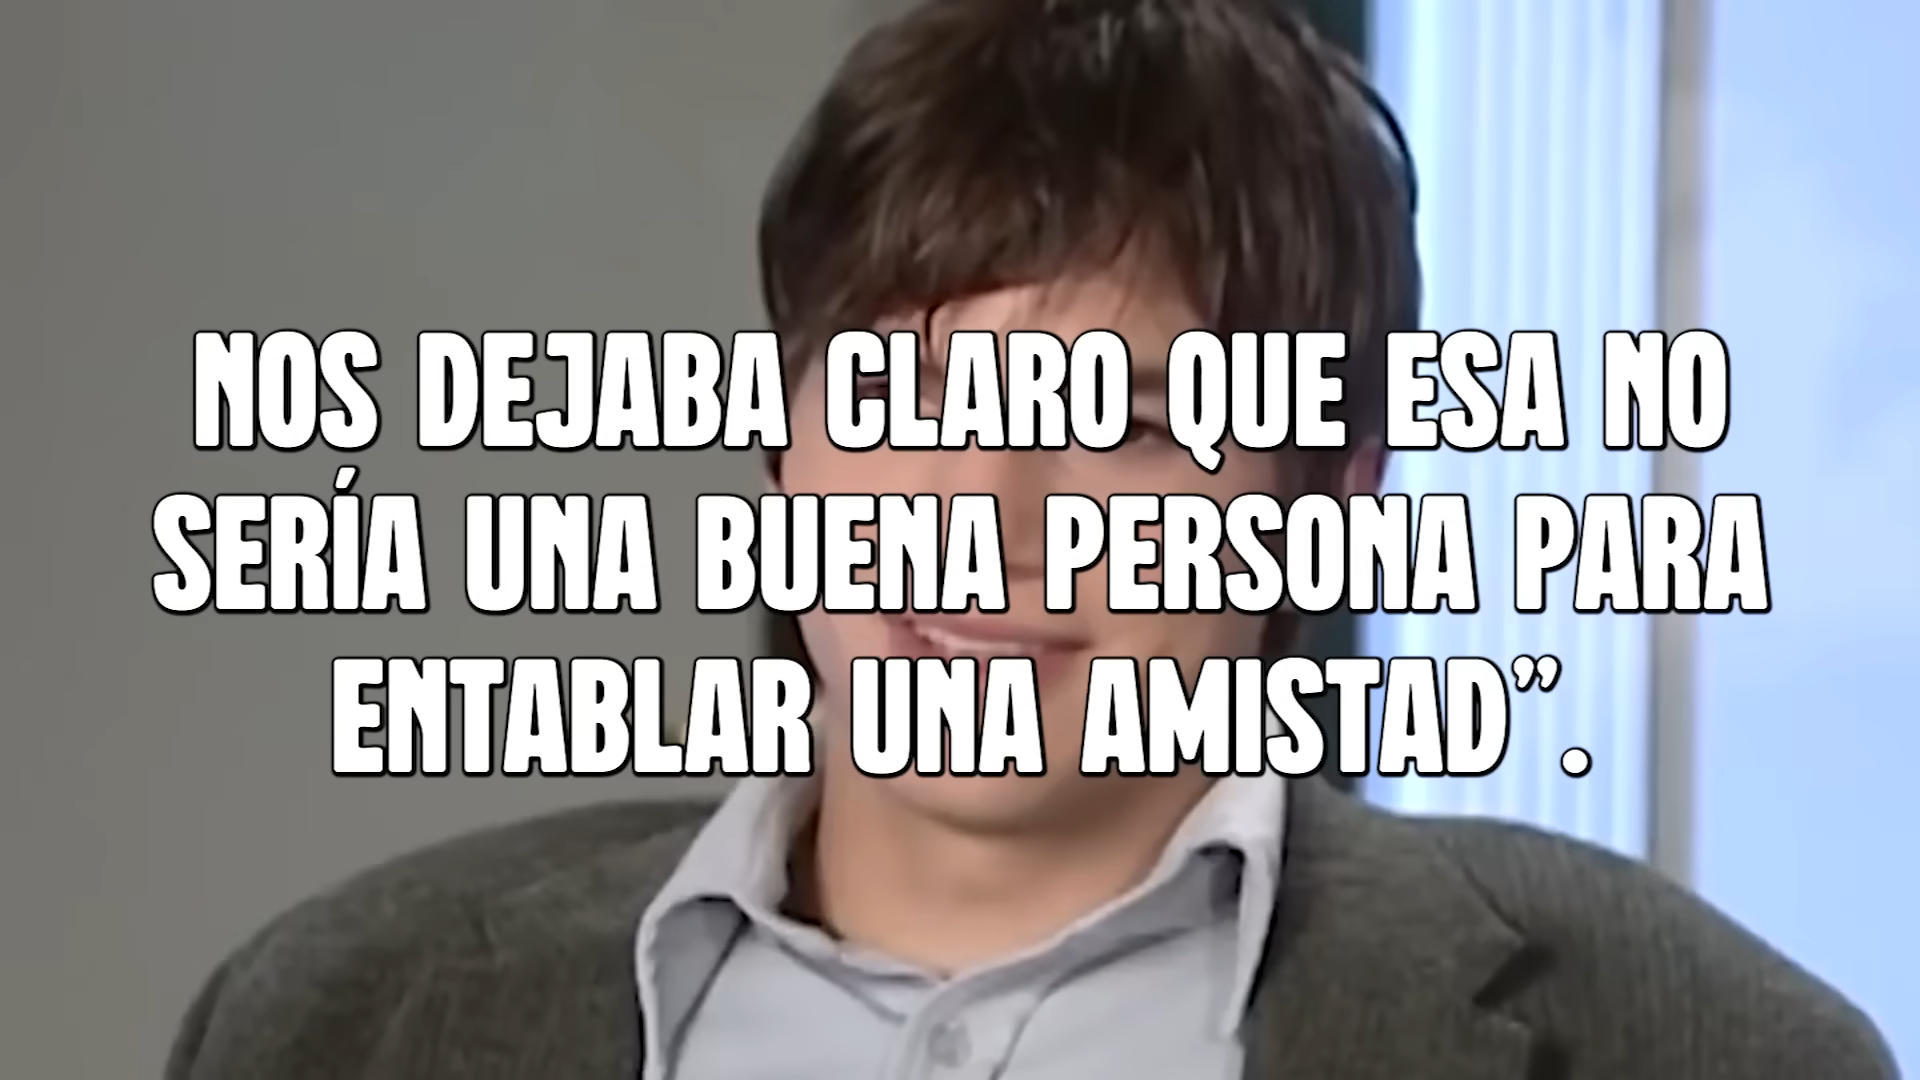 NOS DEJABA CLARO QUE ESA NO
SERÍA UNA BUENA PERSONA PARA
ENTABLAR UNA AMISTAD”.